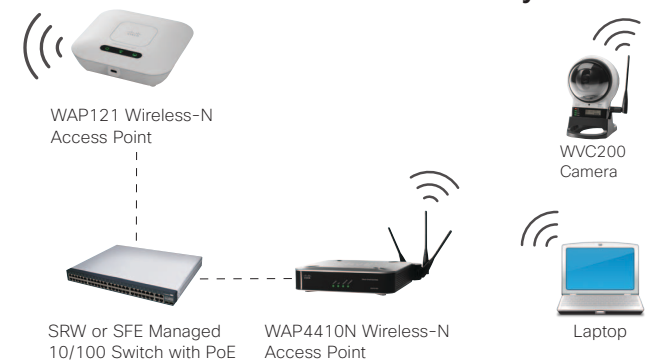 WAP121 Wireless-N
Access Point
WVC200
Camera
SRW or SFE Managed
10/100 Switch with PoE
WAP4410N Wireless-N
Access Point
Laptop